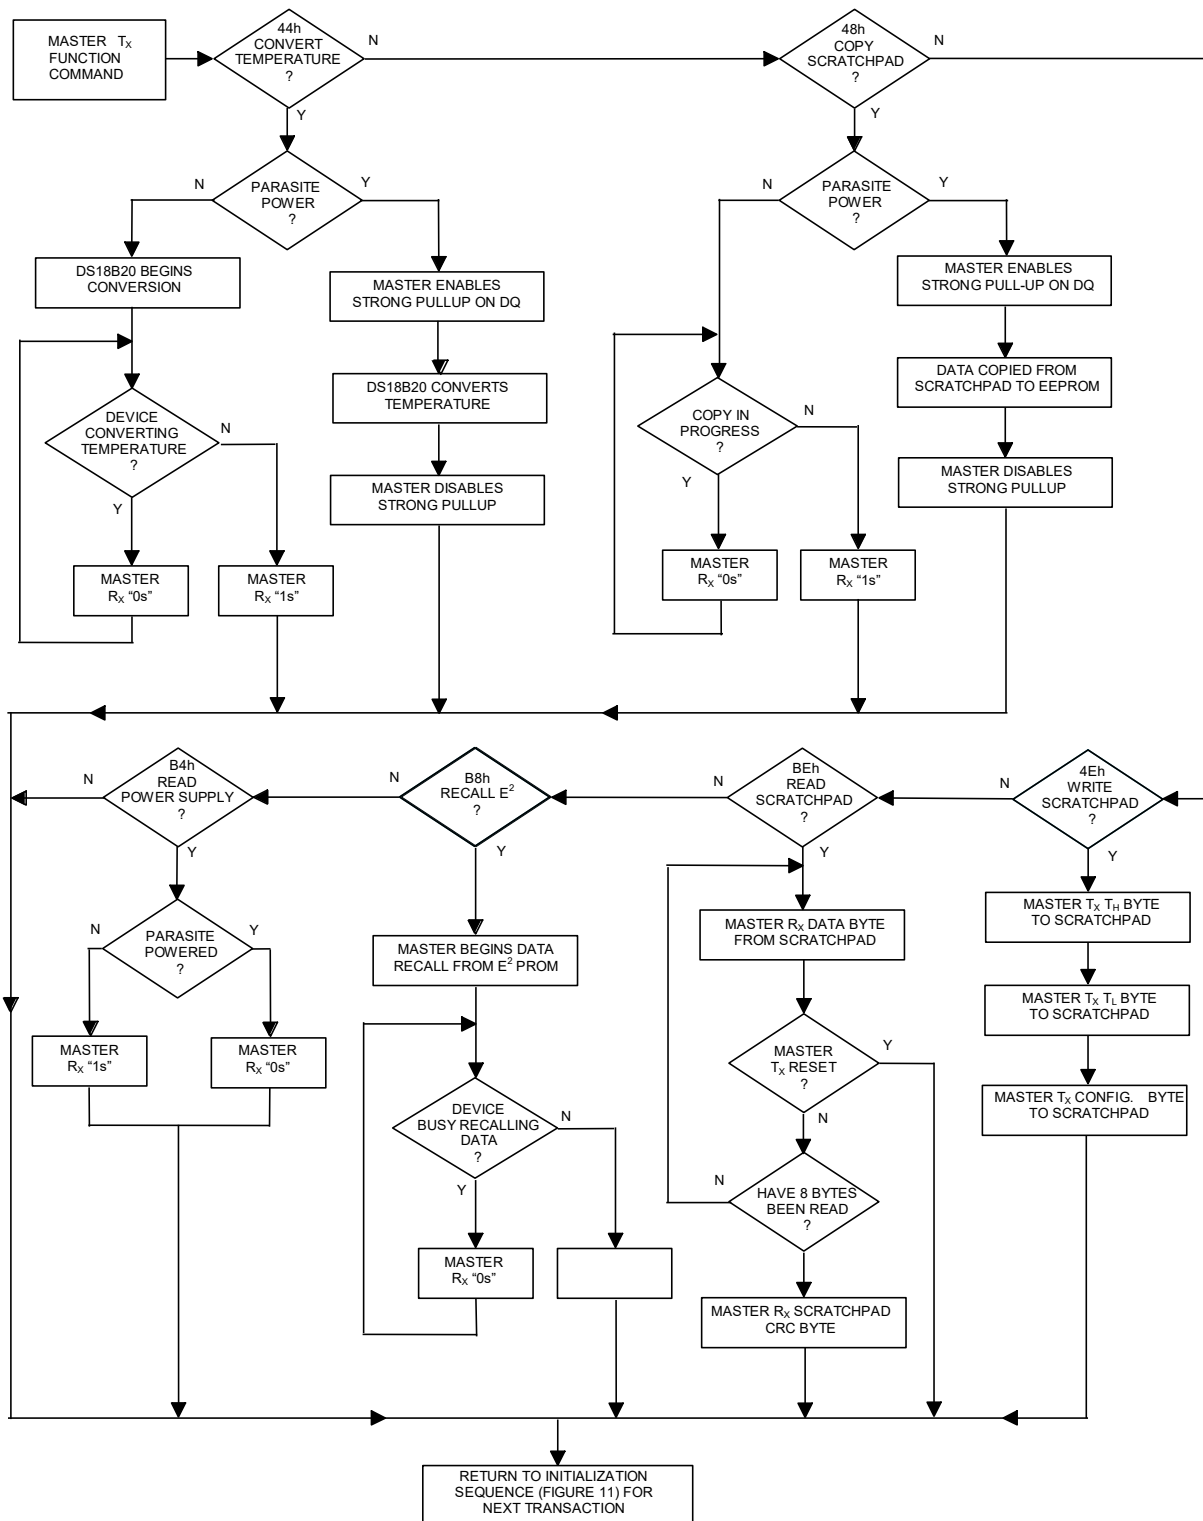 MASTER TX
FUNCTION
COMMAND
44h
CONVERT
TEMPERATURE
?
N
Y
48h
COPY
SCRATCHPAD
?
N
Y
PARASITE
POWER
?
N
Y
PARASITE
POWER
?
N
Y
DS18B20 BEGINS
CONVERSION
MASTER ENABLES
STRONG PULLUP ON DQ
MASTER ENABLES
STRONG PULL-UP ON DQ
DS18B20 CONVERTS
TEMPERATURE
DATA COPIED FROM
SCRATCHPAD TO EEPROM
DEVICE
CONVERTING
TEMPERATURE
?
N
Y
COPY IN
PROGRESS
?
N
Y
MASTER DISABLES
STRONG PULLUP
MASTER DISABLES
STRONG PULLUP
MASTER
RX “0s”
MASTER
RX “1s”
MASTER
RX “0s”
MASTER
RX “1s”
B4h
READ
POWER SUPPLY
?
N
Y
B8h
RECALL E2
?
N
Y
BEh
READ
SCRATCHPAD
?
N
Y
4Eh
WRITE
SCRATCHPAD
?
N
Y
PARASITE
POWERED
?
N
Y
MASTER BEGINS DATA
RECALL FROM E2 PROM
MASTER RX DATA BYTE
FROM SCRATCHPAD
MASTER TX TH BYTE
TO SCRATCHPAD
MASTER TX TL BYTE
TO SCRATCHPAD
MASTER
RX “1s”
MASTER
RX “0s”
MASTER
TX RESET
?
Y
N
MASTER TX CONFIG. BYTE
TO SCRATCHPAD
DEVICE
BUSY RECALLING
DATA
?
N
Y
HAVE 8 BYTES
BEEN READ
?
N
MASTER
RX “0s”
MASTER RX SCRATCHPAD
CRC BYTE
RETURN TO INITIALIZATION
SEQUENCE (FIGURE 11) FOR
NEXT TRANSACTION